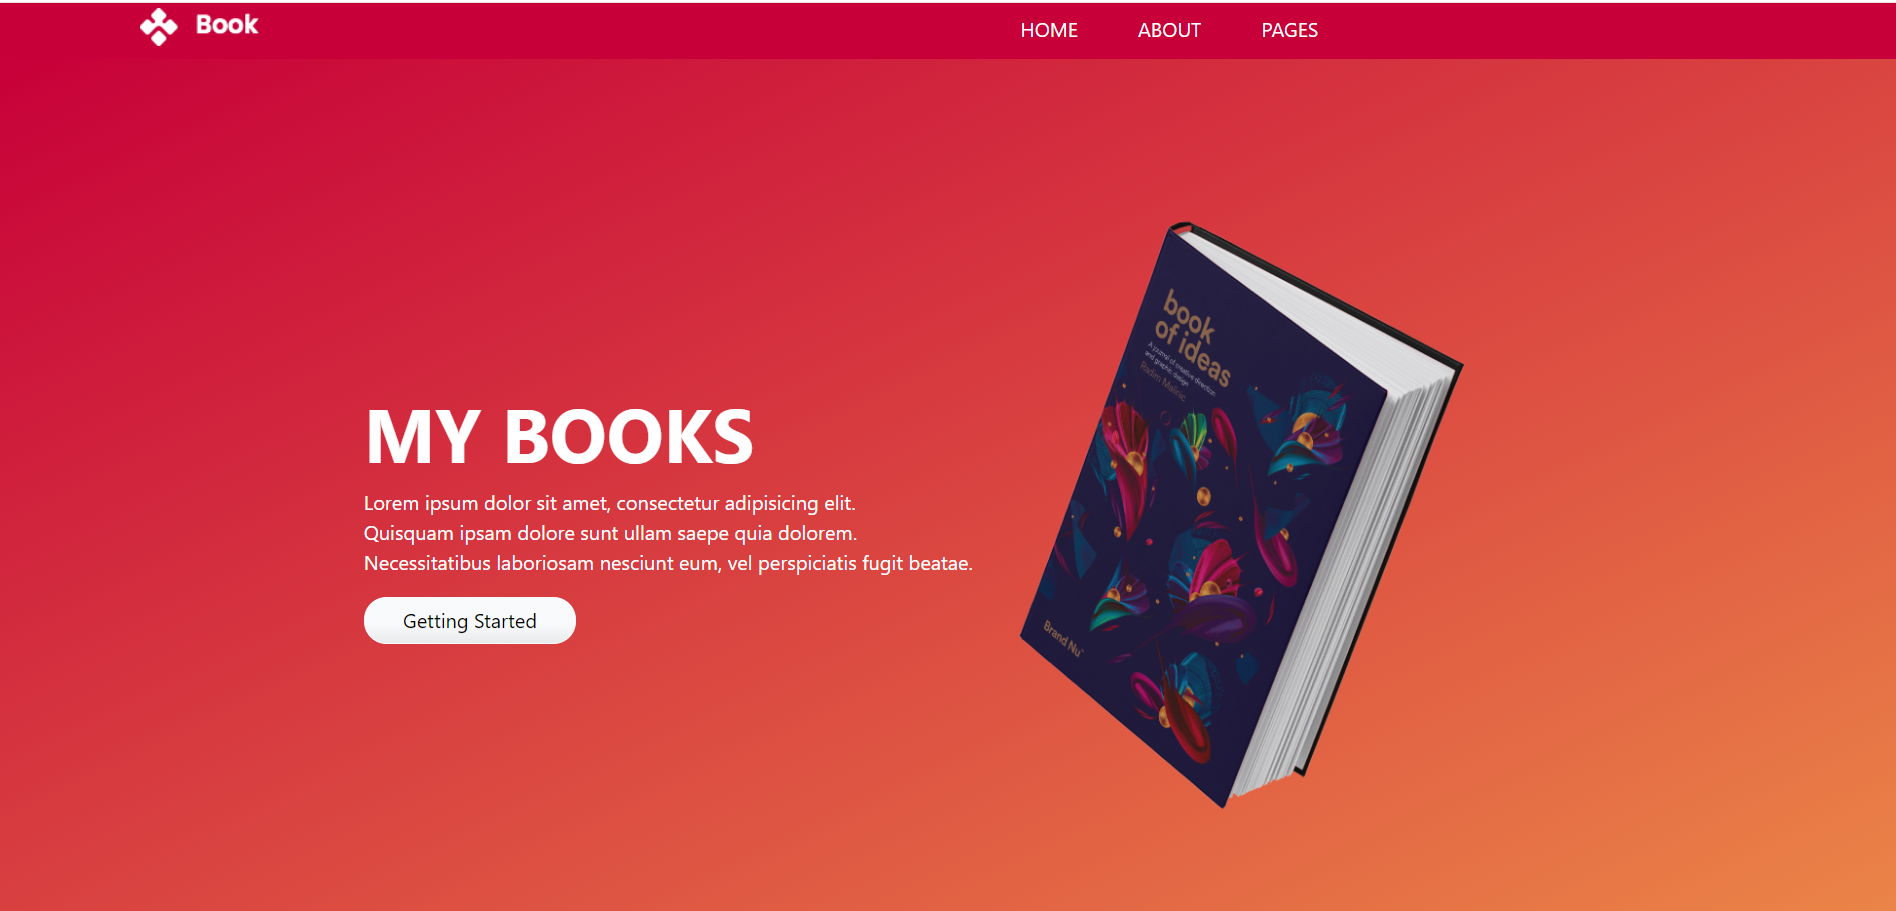 Book
HOME ABOUT PAGES
MY BOOKS
Lorem ipsum dolor sit amet, consectetur adipisicing elit.
Quisquam ipsam dolore sunt ullam saepe quia dolorem.
Necessitatibus laboriosam nesciunt eum, vel perspiciatis fugit beatae.
Getting Started
book
of ideas
A journal of creative direction
and graphic design
Radim Malinic
Brand Nu™